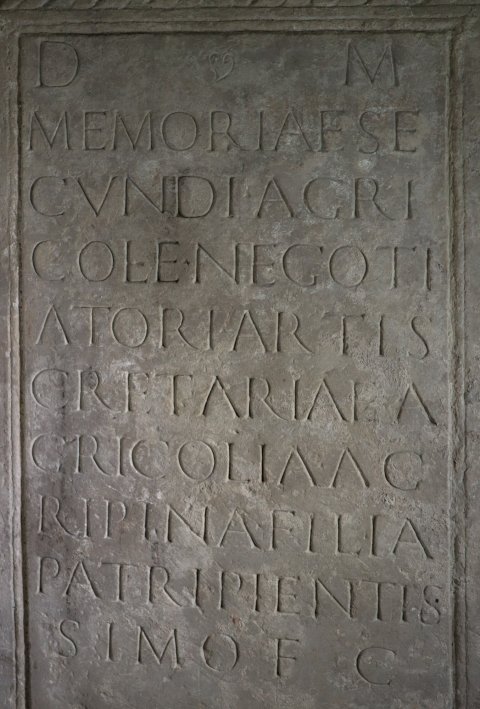 D M
MEMORIAE SE
CVNDI AGRI
COLE·NEGOTI
ATORI ARTIS
CRETARIAE A
GRICOLIA AG
RIPINA FILIA
PATRI PIENTIS
SIMO F C